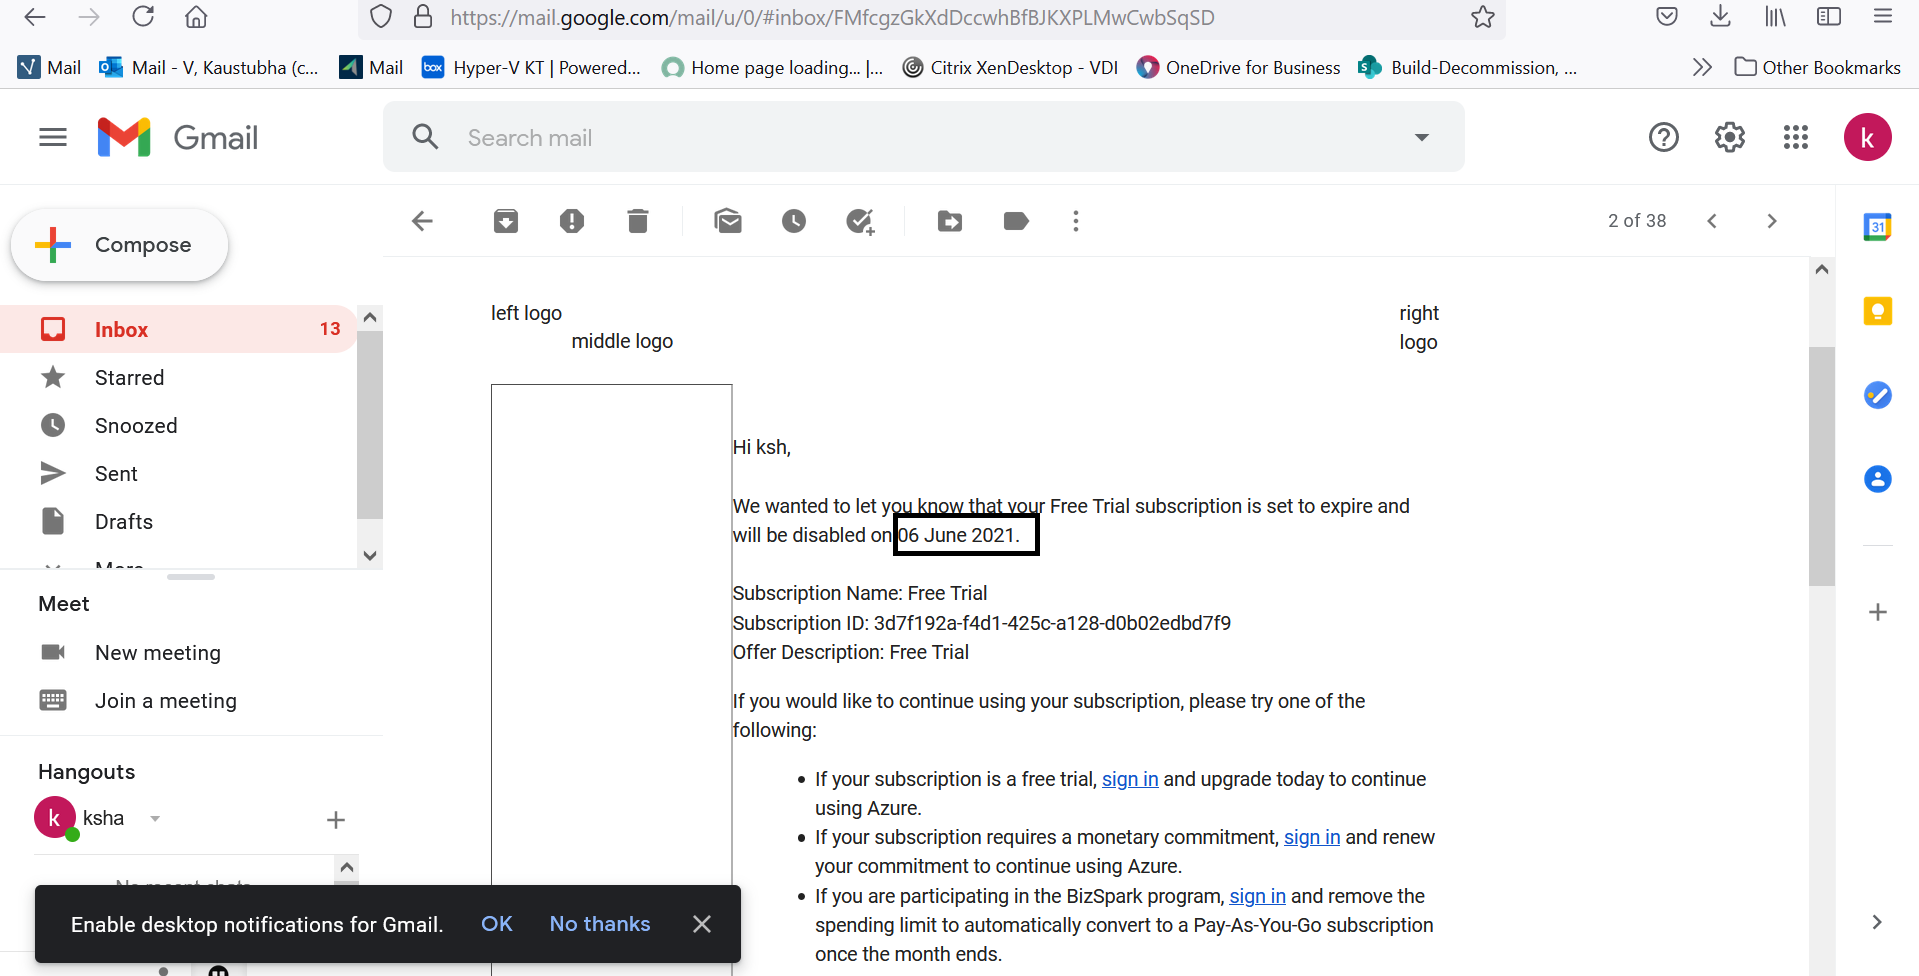 https://mail.google.com/mail/u/0/#inbox/FMfcgzGkXdDccwhBfBJKXPLMwCwbSqSD
Mail
Mail - V, Kaustubha (c...
Mail
box
Hyper-V KT | Powered...
Home page loading... |...
Citrix XenDesktop - VDI
OneDrive for Business
Build-Decommission, ...
Other Bookmarks
Gmail
Search mail
k
Compose
2 of 38
31
Inbox 13
Starred
Snoozed
Sent
Drafts
More
Meet
New meeting
Join a meeting
Hangouts
k ksha
No recent chats
Enable desktop notifications for Gmail. OK No thanks
left logo
middle logo
right
logo
Hi ksh,
We wanted to let you know that your Free Trial subscription is set to expire and
will be disabled on 06 June 2021.
Subscription Name: Free Trial
Subscription ID: 3d7f192a-f4d1-425c-a128-d0b02edbd7f9
Offer Description: Free Trial
If you would like to continue using your subscription, please try one of the
following:
If your subscription is a free trial, sign in and upgrade today to continue
using Azure.
If your subscription requires a monetary commitment, sign in and renew
your commitment to continue using Azure.
If you are participating in the BizSpark program, sign in and remove the
spending limit to automatically convert to a Pay-As-You-Go subscription
once the month ends.